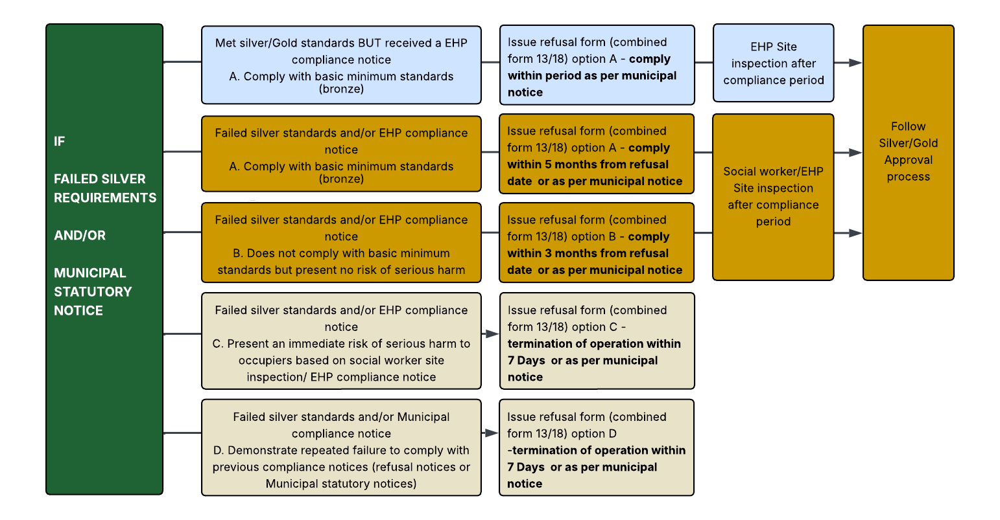 IF
FAILED SILVER
REQUIREMENTS
AND/OR
MUNICIPAL
STATUTORY
NOTICE
Met silver/Gold standards BUT received a EHP
compliance notice
A. Comply with basic minimum standards
(bronze)
Issue refusal form (combined
form 13/18) option A - comply
within period as per municipal
notice
EHP Site
inspection after
compliance period
Failed silver standards and/or EHP compliance
notice
A. Comply with basic minimum standards
(bronze)
Issue refusal form (combined
form 13/18) option A - comply
within 5 months from refusal
date  or as per municipal notice
Failed silver standards and/or EHP compliance
notice
B. Does not comply with basic minimum
standards but present no risk of serious harm
Issue refusal form (combined
form 13/18) option B - comply
within 3 months from refusal
date  or as per municipal notice
Social worker/EHP
Site inspection
after compliance
period
Follow
Silver/Gold
Approval
process
Failed silver standards and/or EHP compliance
notice
C. Present an immediate risk of serious harm to
occupiers based on social worker site
inspection/ EHP compliance notice
Issue refusal form (combined
form 13/18) option C -
termination of operation within
7 Days  or as per municipal
notice
Failed silver standards and/or Municipal
compliance notice
D. Demonstrate repeated failure to comply with
previous compliance notices (refusal notices or
Municipal statutory notices)
Issue refusal form (combined
form 13/18) option D
-termination of operation within
7 Days  or as per municipal
notice